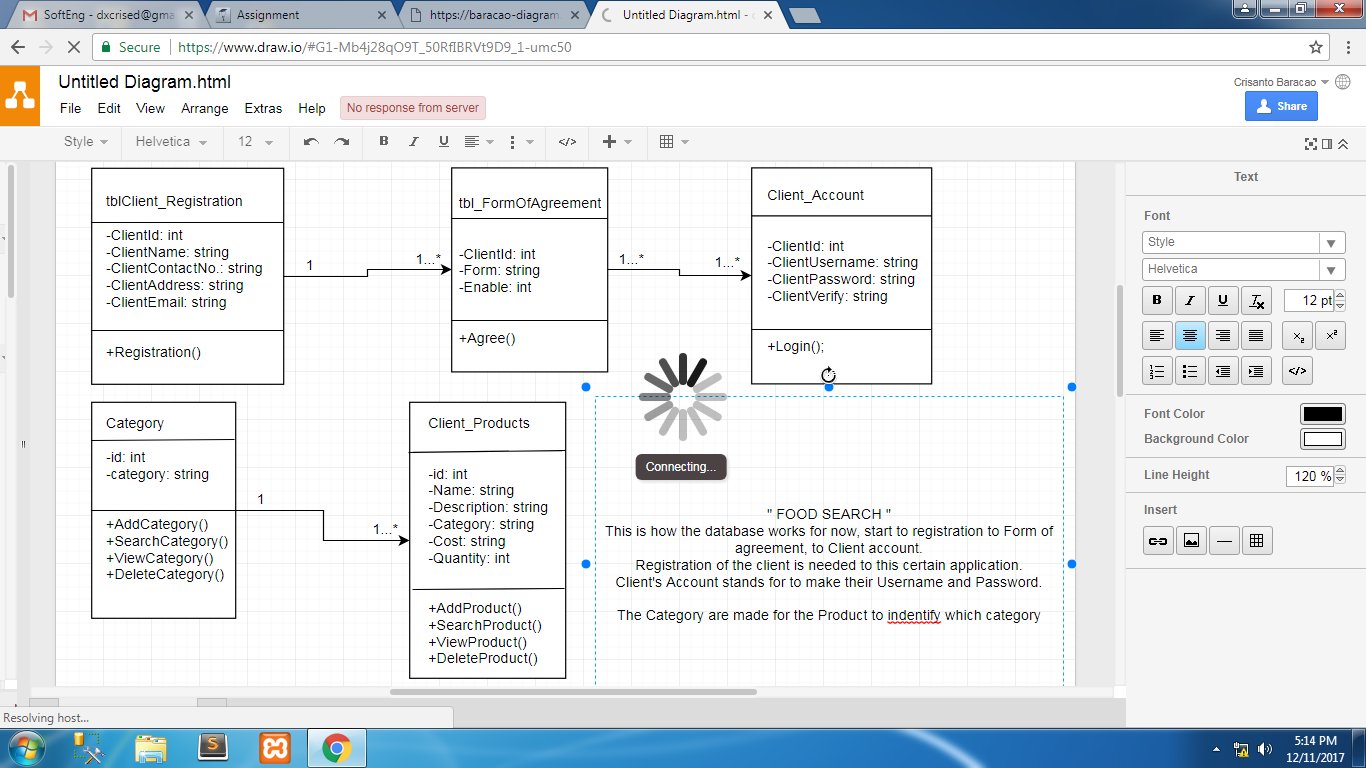 SoftEng - dxcrised@gma
Assignment
https://baracao-diagram
Untitled Diagram.html -
Secure
https://www.draw.io/#G1-Mb4j28qO9T_50RfIBRVt9D9_1-umc50
Untitled Diagram.html
Crisanto Baracao
File Edit View Arrange Extras Help
No response from server
Share
Style Helvetica 12 B I U </>
tblClient_Registration
-ClientId: int
-ClientName: string
-ClientContactNo.: string
-ClientAddress: string
-ClientEmail: string
+Registration()
1
1...*
tbl_FormOfAgreement
-ClientId: int
-Form: string
-Enable: int
+Agree()
1...*
1...*
Client_Account
-ClientId: int
-ClientUsername: string
-ClientPassword: string
-ClientVerify: string
+Login();
Category
-id: int
-category: string
+AddCategory()
+SearchCategory()
+ViewCategory()
+DeleteCategory()
1
1...*
Client_Products
-id: int
-Name: string
-Description: string
-Category: string
-Cost: string
-Quantity: int
+AddProduct()
+SearchProduct()
+ViewProduct()
+DeleteProduct()
Connecting...
" FOOD SEARCH "
This is how the database works for now, start to registration to Form of
agreement, to Client account.
Registration of the client is needed to this certain application.
Client's Account stands for to make their Username and Password.
The Category are made for the Product to indentify which category
Text
Font
Style
Helvetica
B I U Tx 12 pt
x₂ x²
</>
Font Color
Background Color
Line Height 120 %
Insert
Resolving host...
5:14 PM
12/11/2017